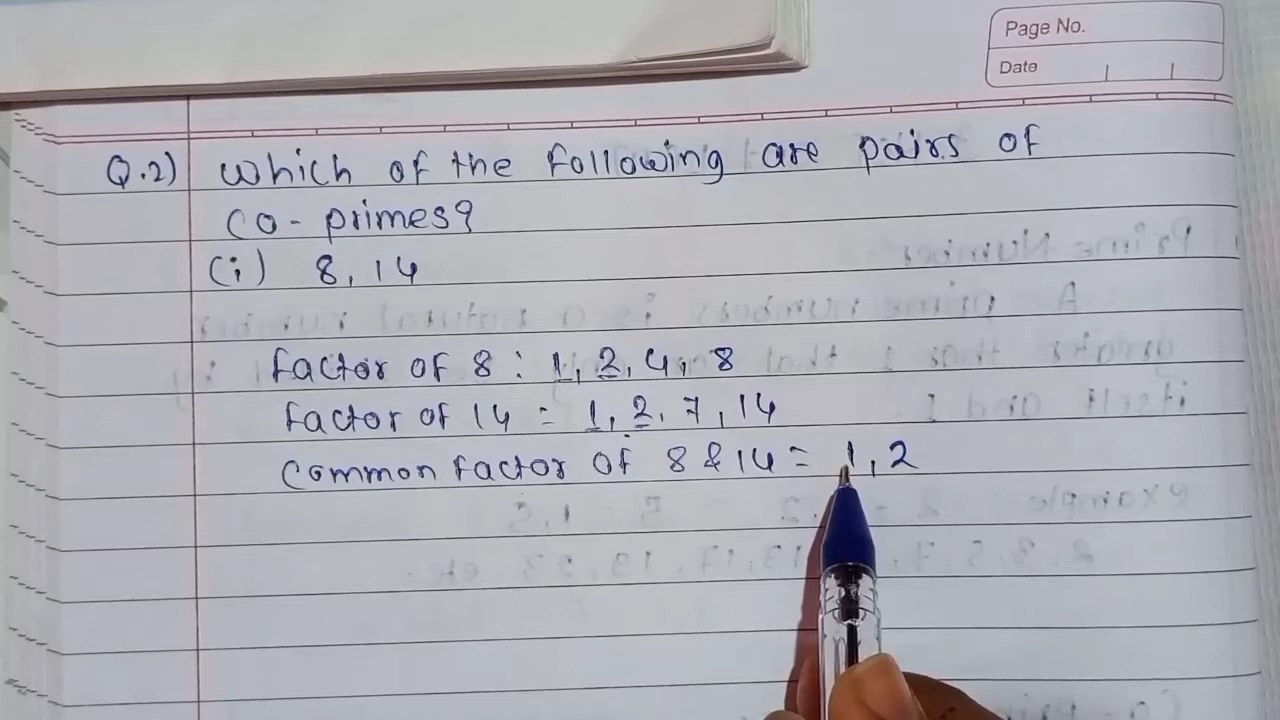 Page No.
Date
Q.2) Which of the following are pairs of
co-primes?
(i) 8, 14
factor of 8 : 1, 2, 4, 8
factor of 14 = 1, 2, 7, 14
common factor of 8 & 14 = 1, 2